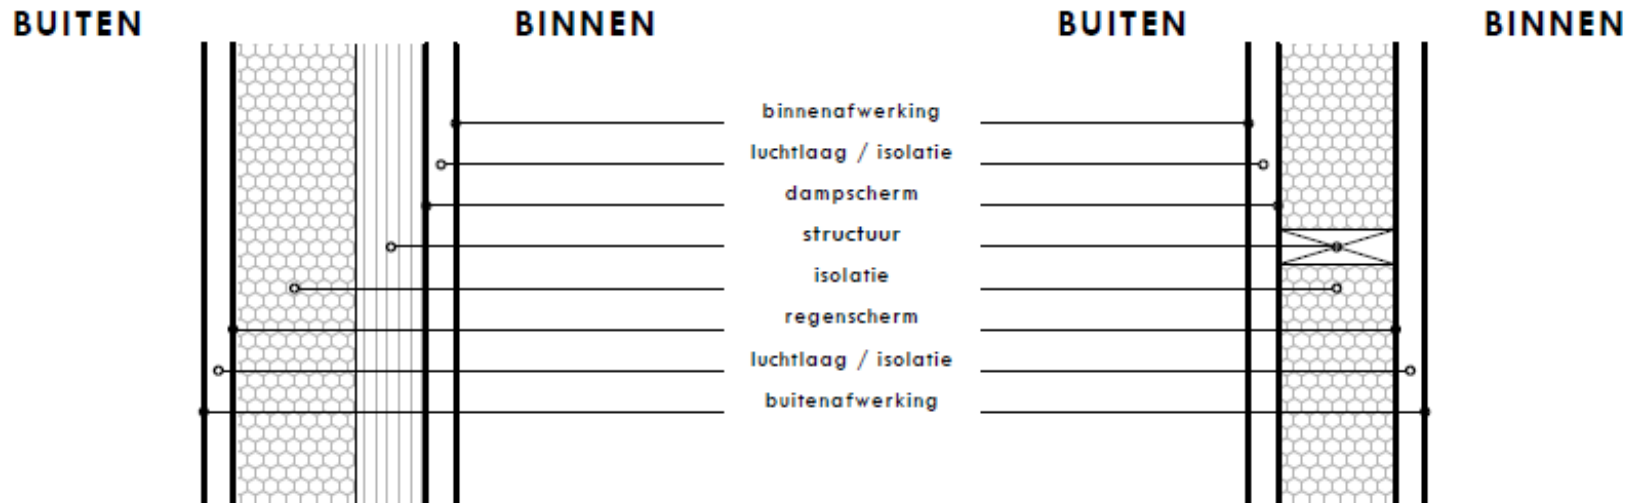 BUITEN BINNEN BUITEN BINNEN
binnenafwerking
luchtlaag / isolatie
dampscherm
structuur
isolatie
regenscherm
luchtlaag / isolatie
buitenafwerking